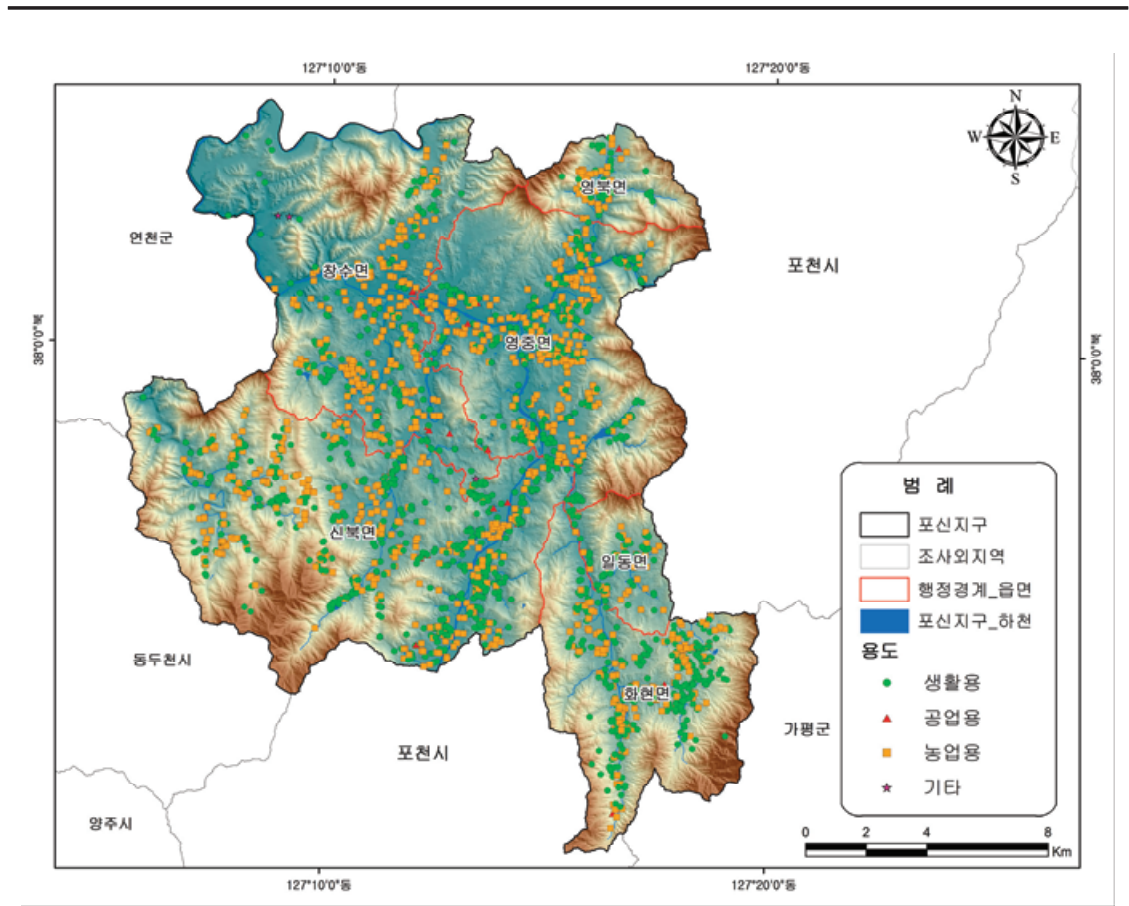 127°10'0"동
127°20'0"동
N
W
E
S
영북면
연천군
포천시
창수면
38°0'0"북
영중면
38°0'0"북
범 례
포신지구
신북면
조사외지역
일동면
행정경계_읍면
포신지구_하천
용도
동두천시
생활용
화현면
공업용
가평군
포천시
농업용
기타
양주시
0 2 4 8
Km
127°10'0"동
127°20'0"동